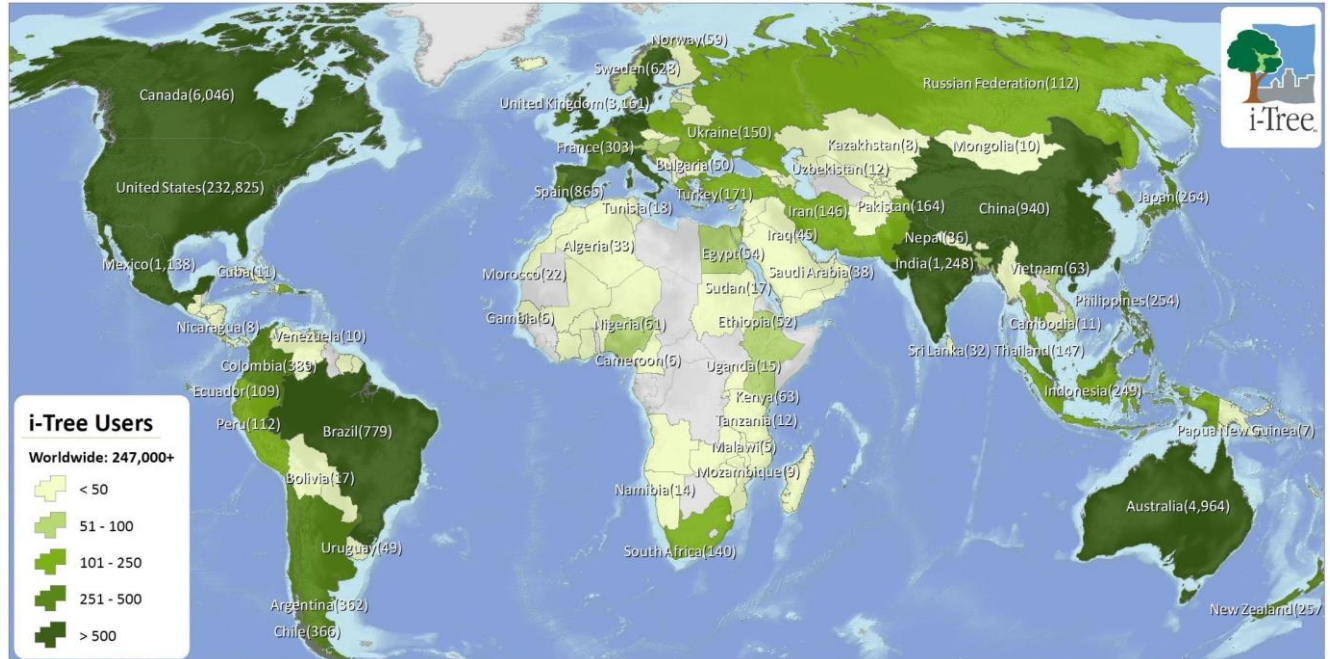 Norway(59)
Sweden(628)
Russian Federation(112)
Canada(6,046)
United Kingdom(3,161)
Ukraine(150)
Kazakhstan(8)
Mongolia(10)
France(303)
Bulgaria(50)
Uzbekistan(12)
United States(232,825)
Spain(865)
Turkey(171)
Japan(264)
Tunisia(18)
Iran(146)
Pakistan(164)
China(940)
Iraq(45)
Nepal(36)
Algeria(33)
Egypt(54)
Mexico(1,138)
Cuba(11)
Morocco(22)
Saudi Arabia(38)
India(1,248)
Vietnam(63)
Sudan(17)
Philippines(254)
Gambia(6)
Nigeria(61)
Ethiopia(52)
Cambodia(11)
Nicaragua(8)
Venezuela(10)
Sri Lanka(32)
Thailand(147)
Colombia(389)
Cameroon(6)
Uganda(15)
Ecuador(109)
Kenya(63)
Indonesia(249)
Peru(112)
Brazil(779)
Tanzania(12)
Papua New Guinea(7)
Malawi(5)
Bolivia(17)
Mozambique(9)
Namibia(14)
Australia(4,964)
Uruguay(49)
South Africa(140)
Argentina(362)
New Zealand(257
Chile(366)
i-Tree™
i-Tree Users
Worldwide: 247,000+
< 50
51 - 100
101 - 250
251 - 500
> 500